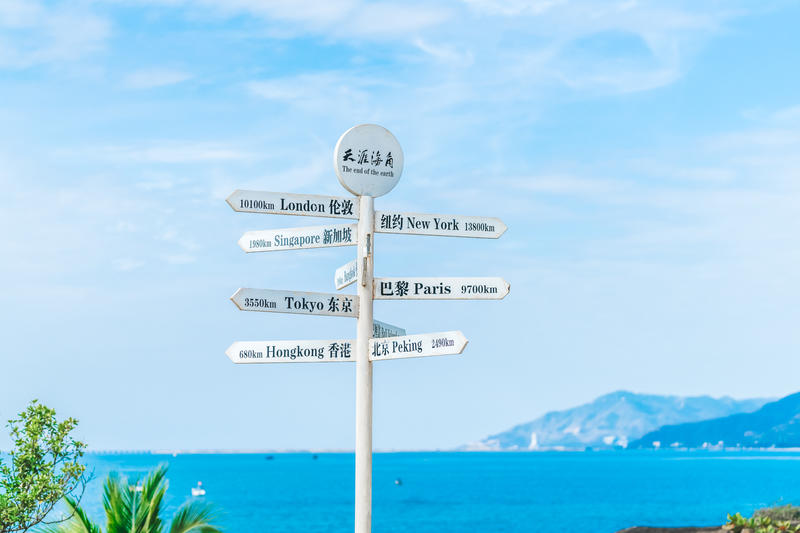 天涯海角
The end of the earth
10100km London 伦敦
纽约 New York 13800km
1980km Singapore 新加坡
巴黎 Paris 9700km
3550km Tokyo 东京
680km Hongkong 香港
北京 Peking 2490km